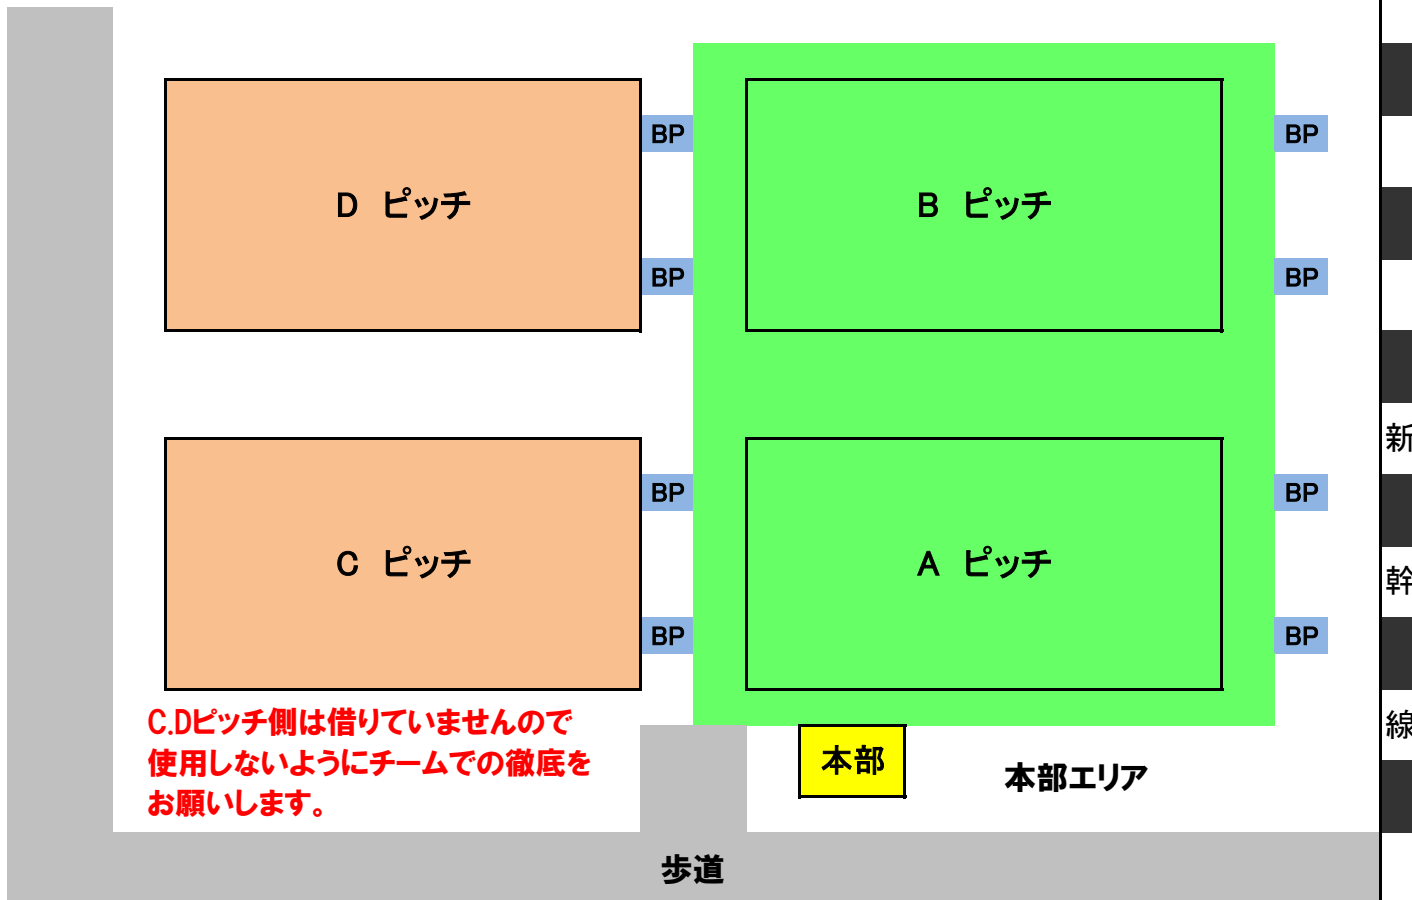 BP
BP
D ピッチ
B ピッチ
BP
BP
新
BP
BP
C ピッチ
A ピッチ
幹
BP
BP
C.Dピッチ側は借りていませんので
使用しないようにチームでの徹底を
お願いします。
線
本部
本部エリア
歩道